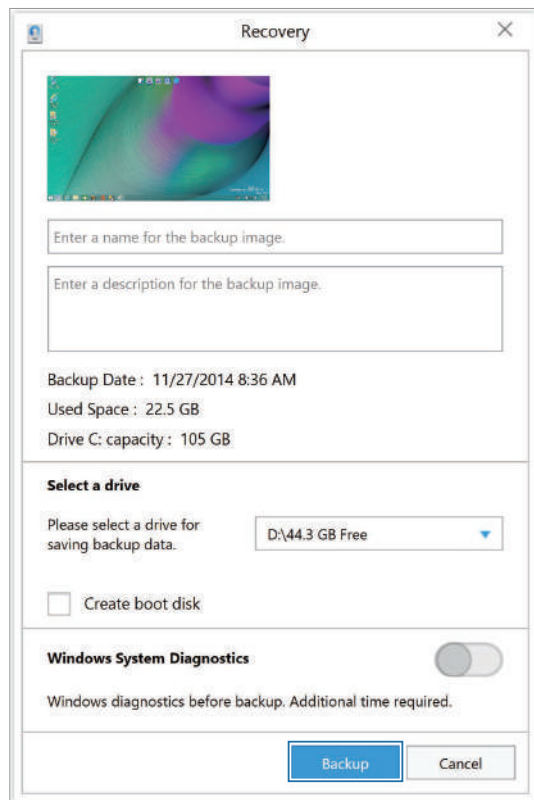 Recovery
Enter a name for the backup image.
Enter a description for the backup image.
Backup Date : 11/27/2014 8:36 AM
Used Space : 22.5 GB
Drive C: capacity : 105 GB
Select a drive
Please select a drive for
saving backup data.
D:\44.3 GB Free
Create boot disk
Windows System Diagnostics
Windows diagnostics before backup. Additional time required.
Backup
Cancel